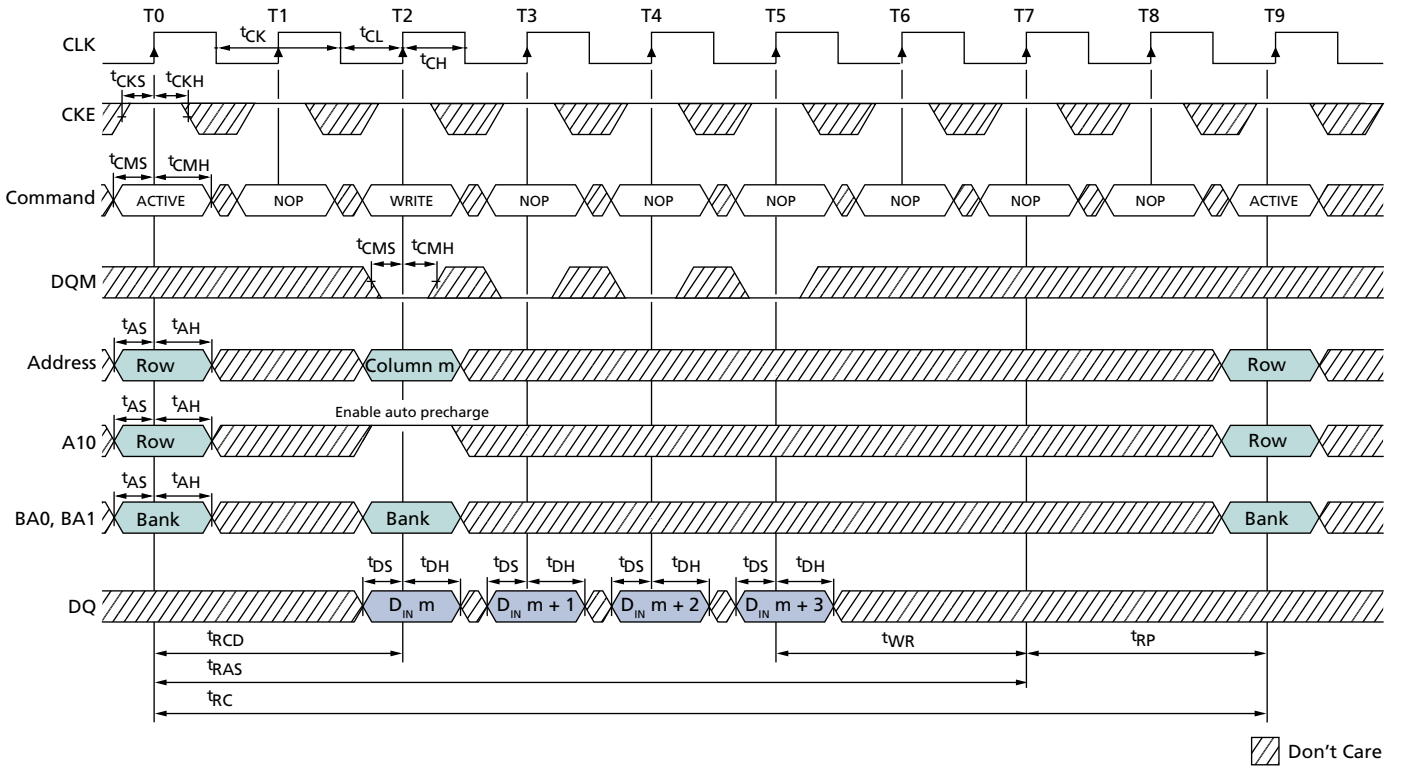 T0 T1 T2 T3 T4 T5 T6 T7 T8 T9
CLK
tCK tCL
tCH
tCKS tCKH
CKE
tCMS tCMH
Command ACTIVE NOP WRITE NOP NOP NOP NOP NOP NOP ACTIVE
tCMS tCMH
DQM
tAS tAH
Address Row Column m Row
tAS tAH Enable auto precharge
A10 Row Row
tAS tAH
BA0, BA1 Bank Bank Bank
tDS tDH tDS tDH tDS tDH tDS tDH
DQ DIN m DIN m + 1 DIN m + 2 DIN m + 3
tRCD tWR tRP
tRAS
tRC
Don't Care